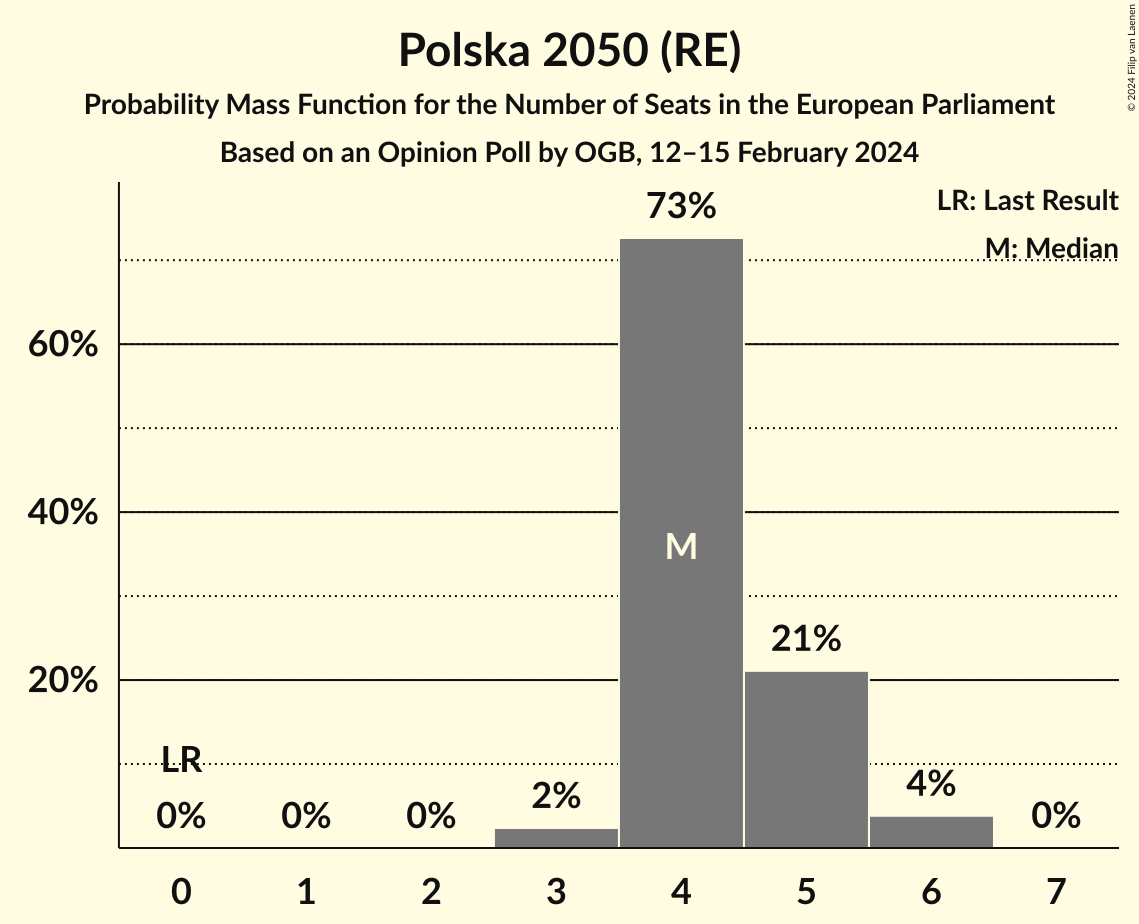 Polska 2050 (RE)
Probability Mass Function for the Number of Seats in the European Parliament
Based on an Opinion Poll by OGB, 12–15 February 2024
© 2024 Filip van Laenen
LR: Last Result
M: Median
73%
60%
40%
M
21%
20%
LR
0%
0%
0%
2%
4%
0%
0
1
2
3
4
5
6
7